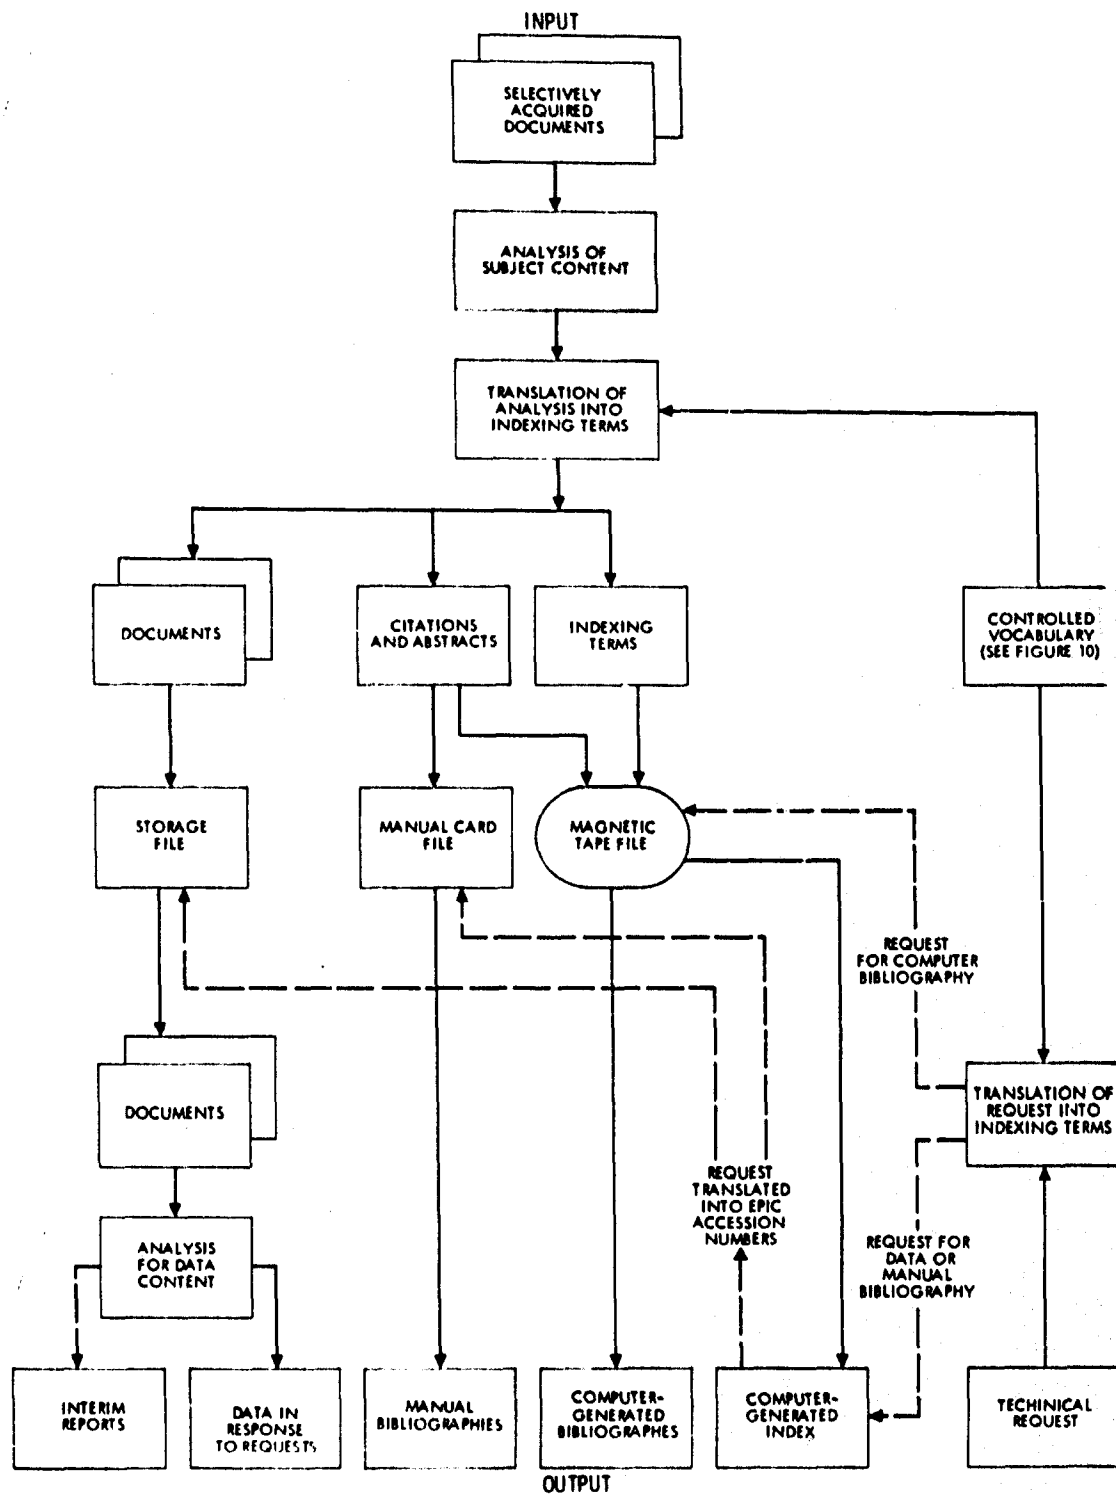 INPUT
SELECTIVELY
ACQUIRED
DOCUMENTS
ANALYSIS OF
SUBJECT CONTENT
TRANSLATION OF
ANALYSIS INTO
INDEXING TERMS
DOCUMENTS
CITATIONS
AND ABSTRACTS
INDEXING
TERMS
CONTROLLED
VOCABULARY
(SEE FIGURE 10)
STORAGE
FILE
MANUAL CARD
FILE
MAGNETIC
TAPE FILE
REQUEST
FOR COMPUTER
BIBLIOGRAPHY
DOCUMENTS
TRANSLATION OF
REQUEST INTO
INDEXING TERMS
REQUEST
TRANSLATED
INTO EPIC
ACCESSION
NUMBERS
ANALYSIS
FOR DATA
CONTENT
REQUEST FOR
DATA OR
MANUAL
BIBLIOGRAPHY
INTERIM
REPORTS
DATA IN
RESPONSE
TO REQUESTS
MANUAL
BIBLIOGRAPHIES
COMPUTER-
GENERATED
BIBLIOGRAPHES
COMPUTER-
GENERATED
INDEX
TECHINICAL
REQUEST
OUTPUT